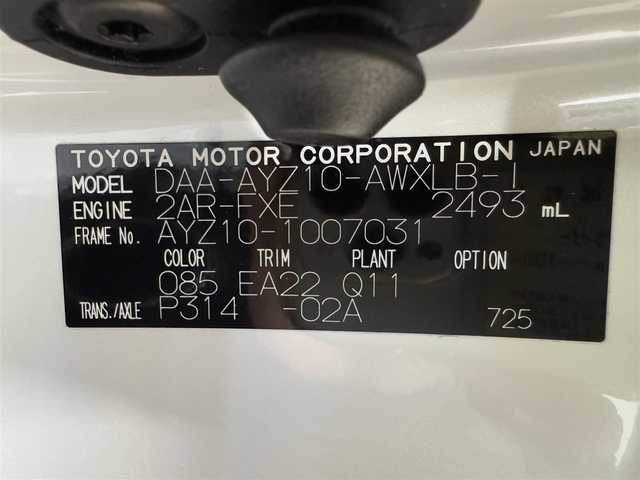 TOYOTA MOTOR CORPORATION JAPAN
MODEL DAA-AYZ10-AWXLB-I
ENGINE 2AR-FXE 2493 mL
FRAME No. AYZ10-1007031
COLOR TRIM PLANT OPTION
085 EA22 Q11
TRANS./AXLE P314 -02A 725